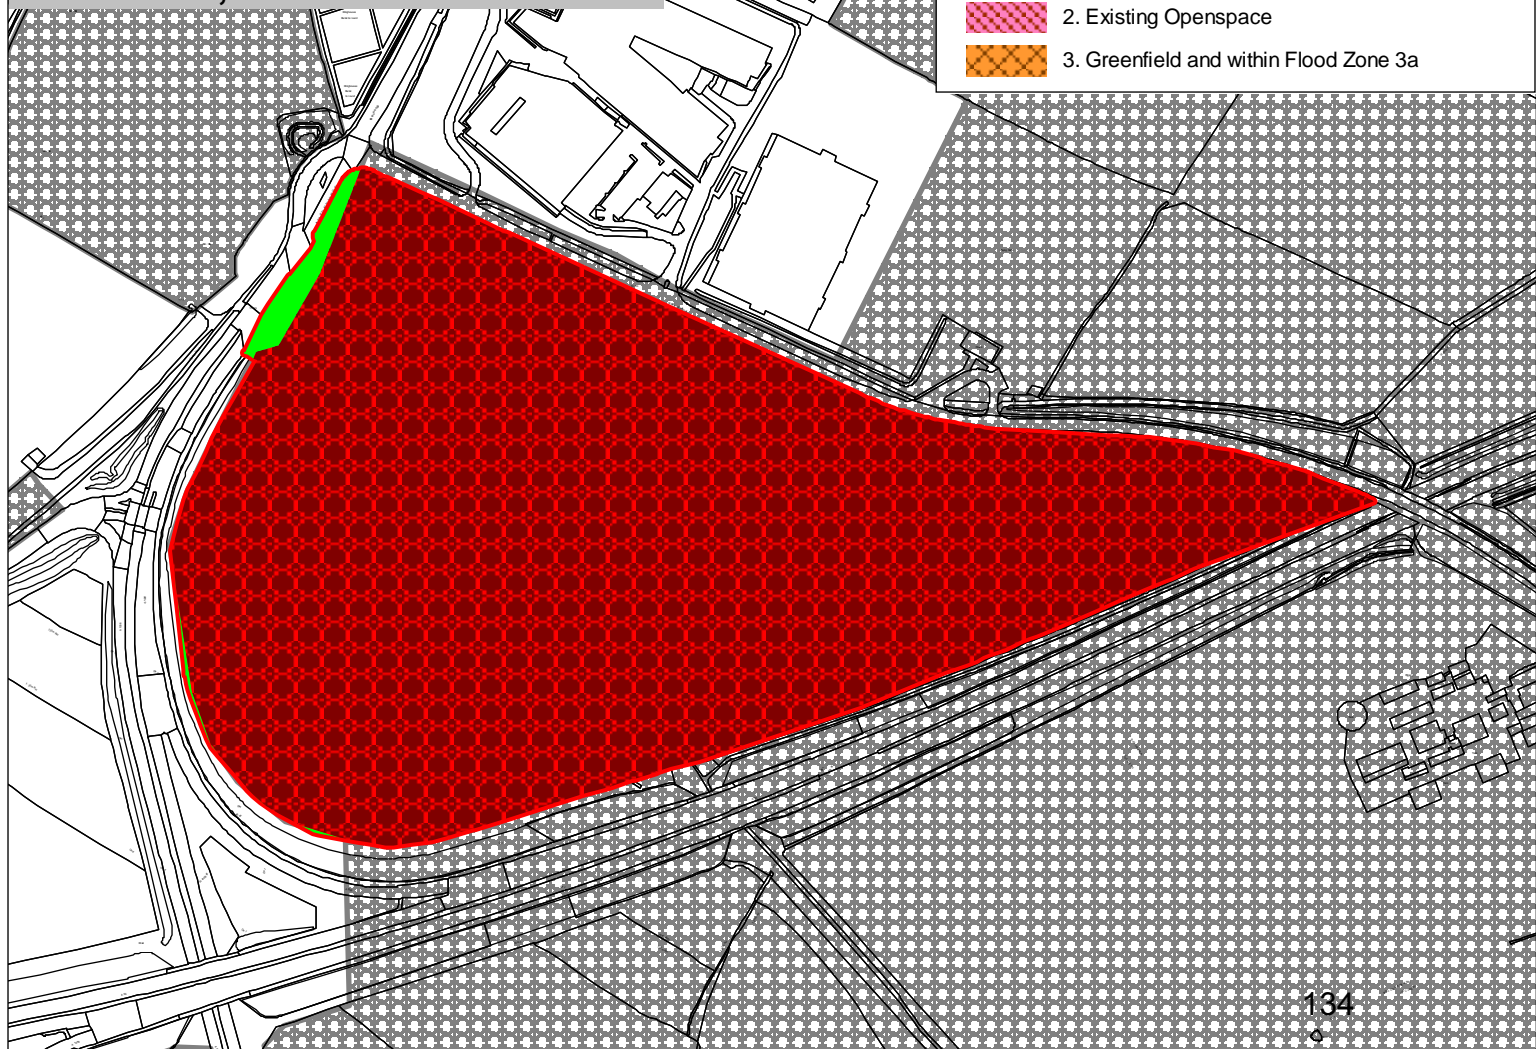 2. Existing Openspace
3. Greenfield and within Flood Zone 3a
134